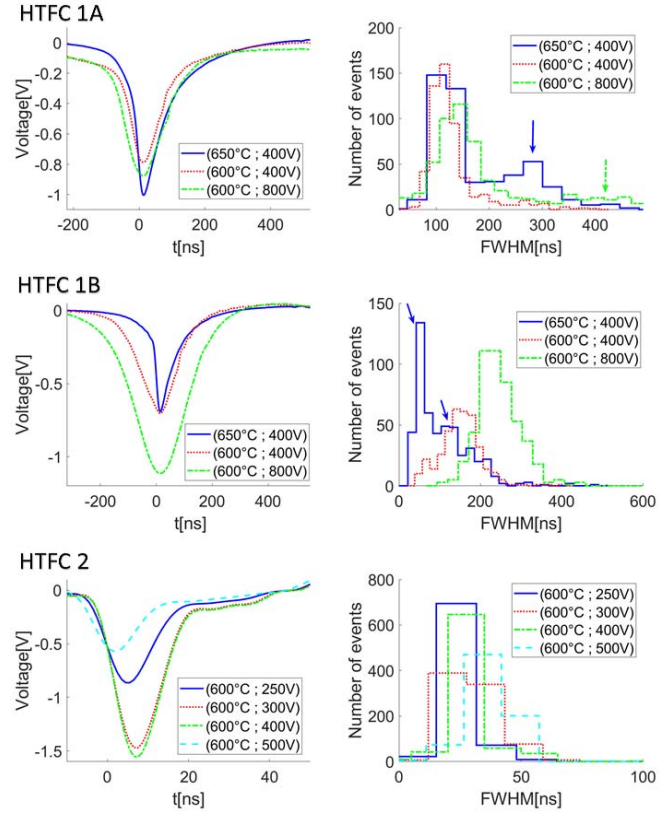 HTFC 1A
0
-0.2
-0.4
-0.6
-0.8
-1
Voltage[V]
(650°C ; 400V)
(600°C ; 400V)
(600°C ; 800V)
-200 0 200 400
t[ns]
200
150
100
50
0
Number of events
(650°C ; 400V)
(600°C ; 400V)
(600°C ; 800V)
100 200 300 400
FWHM[ns]
HTFC 1B
0
-0.5
-1
Voltage[V]
(650°C ; 400V)
(600°C ; 400V)
(600°C ; 800V)
-200 0 200 400
t[ns]
150
100
50
0
Number of events
(650°C ; 400V)
(600°C ; 400V)
(600°C ; 800V)
0 200 400 600
FWHM[ns]
HTFC 2
0
-0.5
-1
-1.5
Voltage[V]
(600°C ; 250V)
(600°C ; 300V)
(600°C ; 400V)
(600°C ; 500V)
0 20 40
t[ns]
800
600
400
200
0
Number of events
(600°C ; 250V)
(600°C ; 300V)
(600°C ; 400V)
(600°C ; 500V)
0 50 100
FWHM[ns]